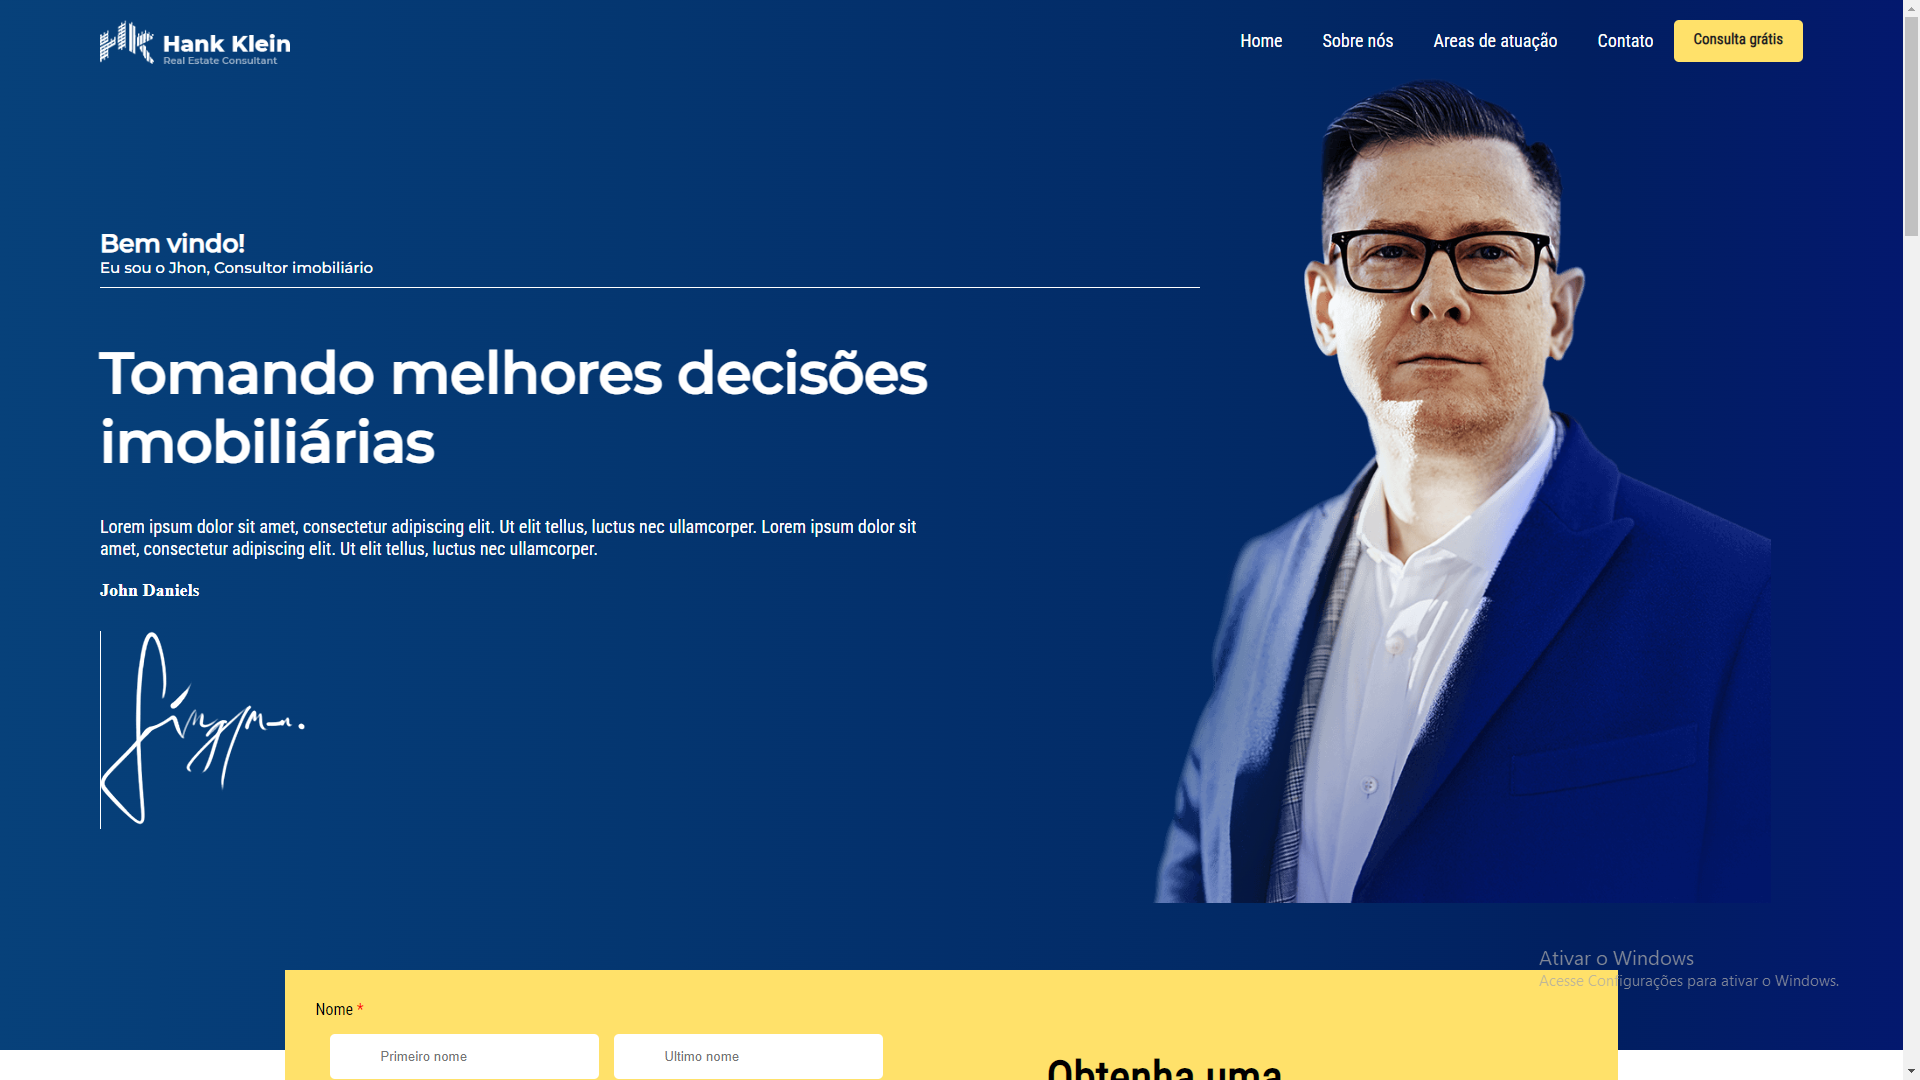 Hank Klein
Real Estate Consultant
Home
Sobre nós
Areas de atuação
Contato
Consulta grátis
Bem vindo!
Eu sou o Jhon, Consultor imobiliário
Tomando melhores decisões
imobiliárias
Lorem ipsum dolor sit amet, consectetur adipiscing elit. Ut elit tellus, luctus nec ullamcorper. Lorem ipsum dolor sit
amet, consectetur adipiscing elit. Ut elit tellus, luctus nec ullamcorper.
John Daniels
Ativar o Windows
Acesse Configurações para ativar o Windows.
Nome *
Primeiro nome
Ultimo nome
Obtenha uma